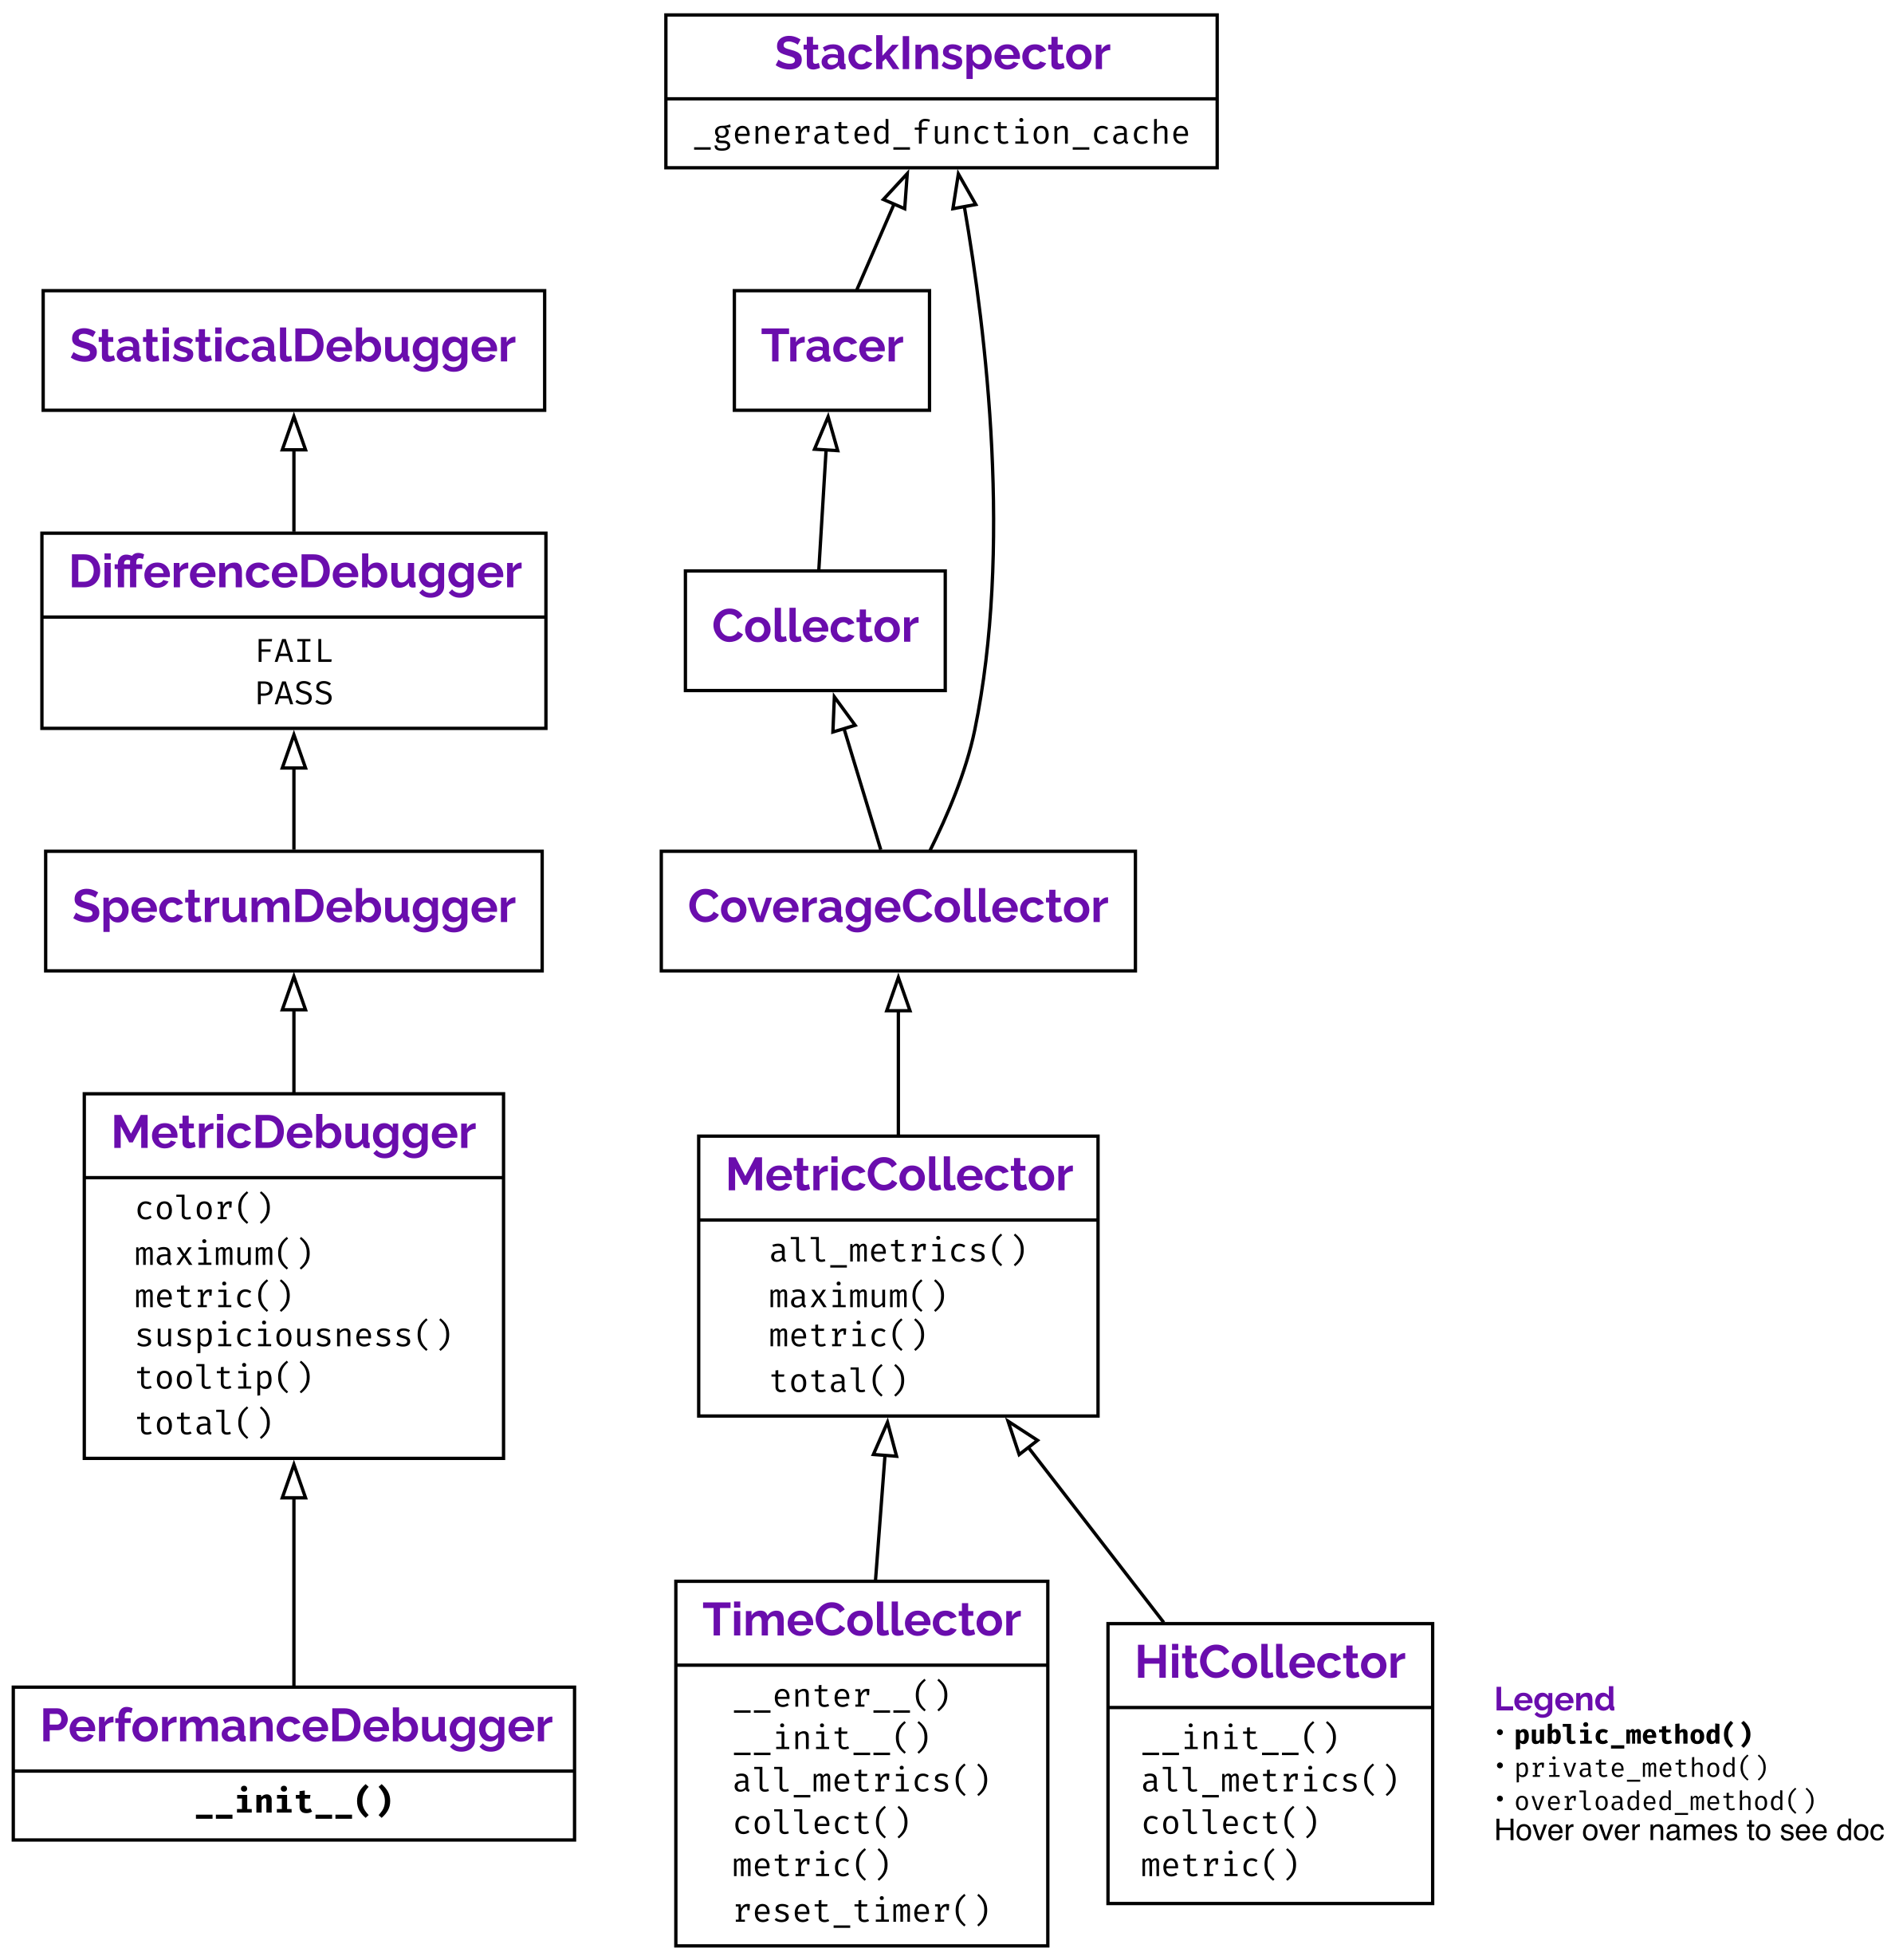 StackInspector
_generated_function_cache
StatisticalDebugger
Tracer
DifferenceDebugger
FAIL
PASS
Collector
SpectrumDebugger
CoverageCollector
MetricDebugger
color()
maximum()
metric()
suspiciousness()
tooltip()
total()
MetricCollector
all_metrics()
maximum()
metric()
total()
PerformanceDebugger
__init__()
TimeCollector
__enter__()
__init__()
all_metrics()
collect()
metric()
reset_timer()
HitCollector
__init__()
all_metrics()
collect()
metric()
Legend
• public_method()
• private_method()
• overloaded_method()
Hover over names to see doc